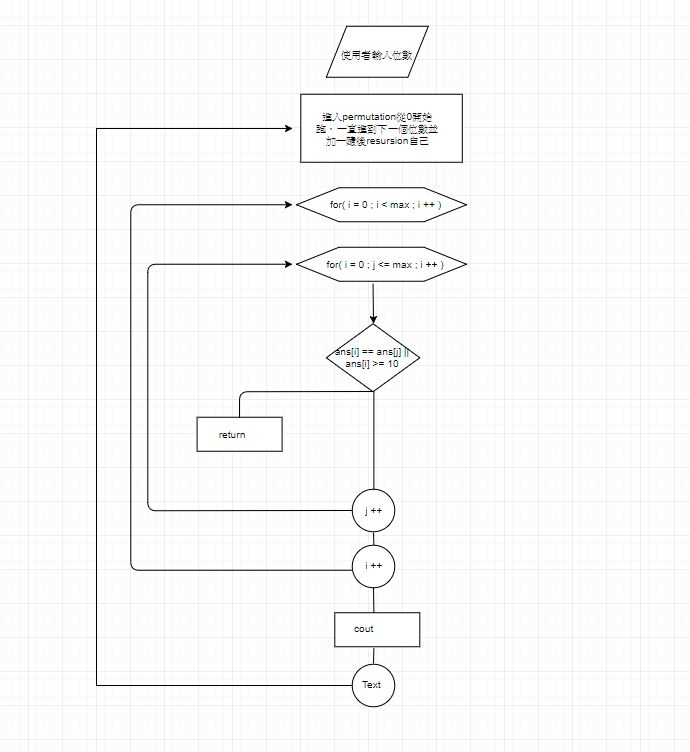 使用者輸入位數
進入permutation從0開始
跑，一直進到下一個位數並
加一隨後resursion自己
for( i = 0 ; i < max ; i ++ )
for( i = 0 ; j <= max ; i ++ )
ans[i] == ans[j] ||
ans[i] >= 10
return
j ++
i ++
cout
Text